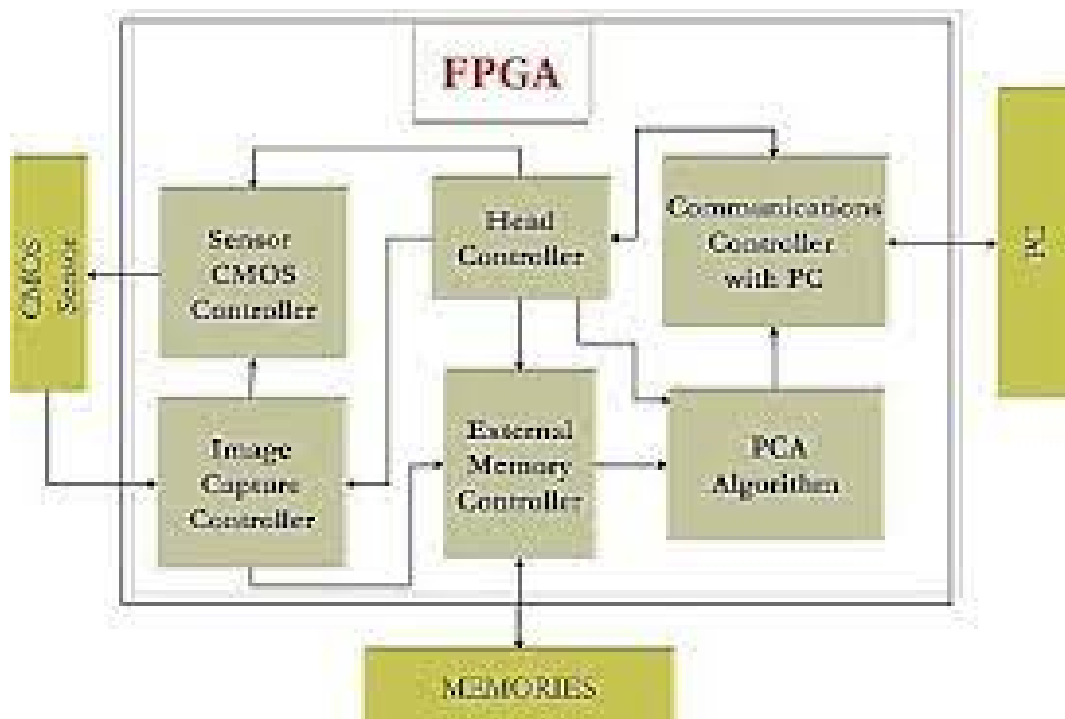 FPGA
CMOS
Sensor
Sensor
CMOS
Controller
Head
Controller
Communications
Controller
with PC
PC
Image
Capture
Controller
External
Memory
Controller
PCA
Algorithm
MEMORIES